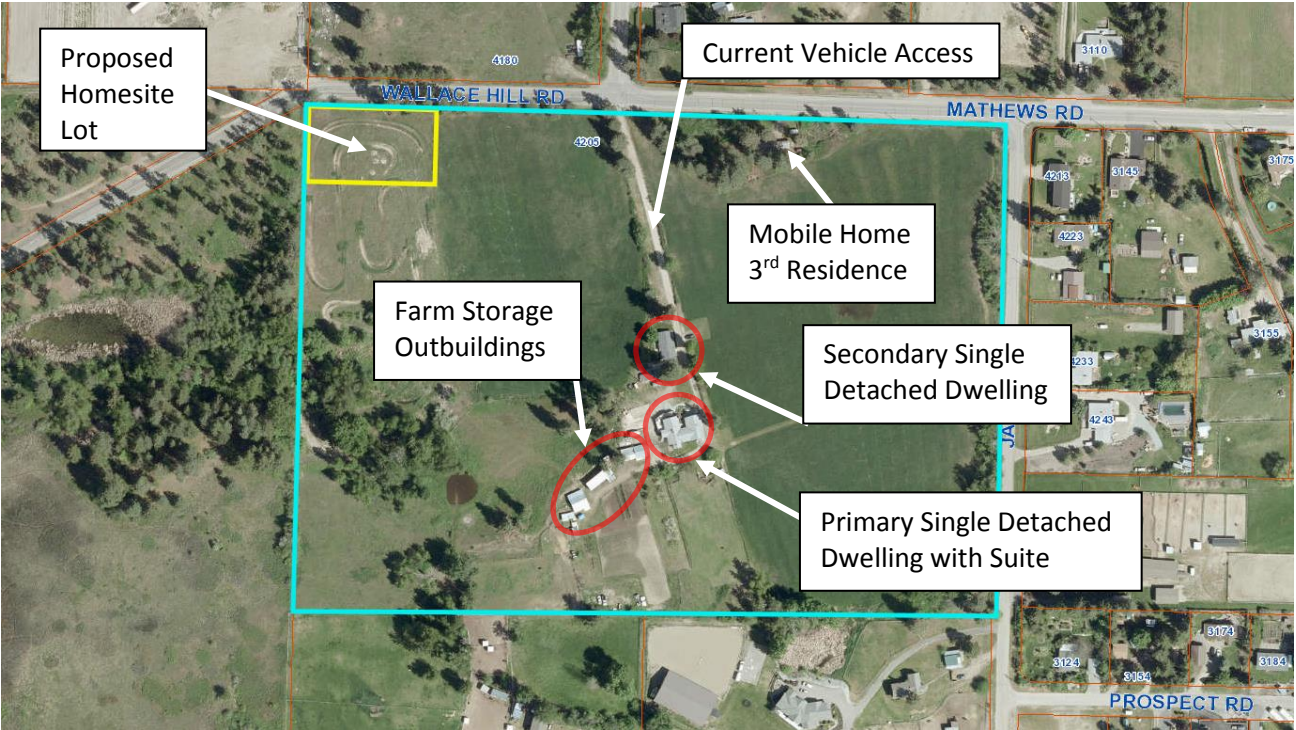 Proposed
Homesite
Lot
Current Vehicle Access
3110
4180
WALLACE HILL RD
MATHEWS RD
4205
4213
3145
3175
Mobile Home
3rd Residence
4223
Farm Storage
Outbuildings
Secondary Single
Detached Dwelling
3155
4233
4243
JA
Primary Single Detached
Dwelling with Suite
3124
3154
3174
3184
PROSPECT RD